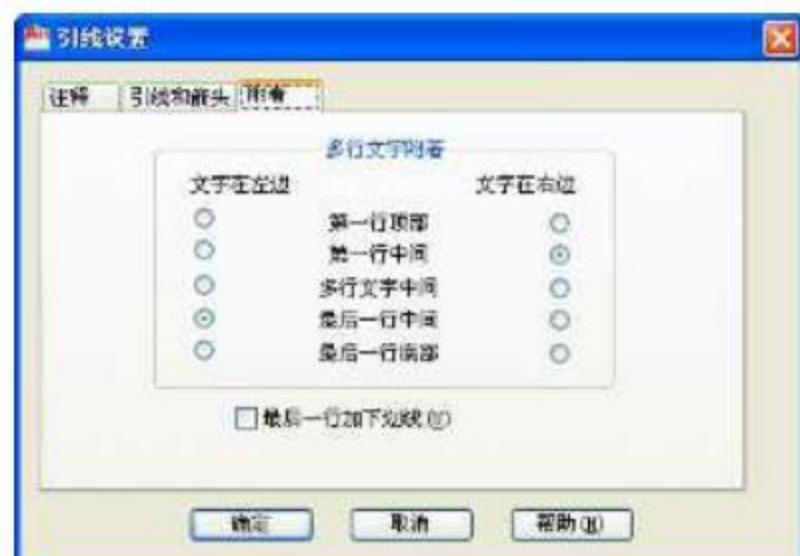 引线设置
注释 引线和箭头 附着
多行文字附着
文字在左边 文字在右边
第一行顶部
第一行中间
多行文字中间
最后一行中间
最后一行底部
最后一行加下划线(U)
确定 取消 帮助(H)